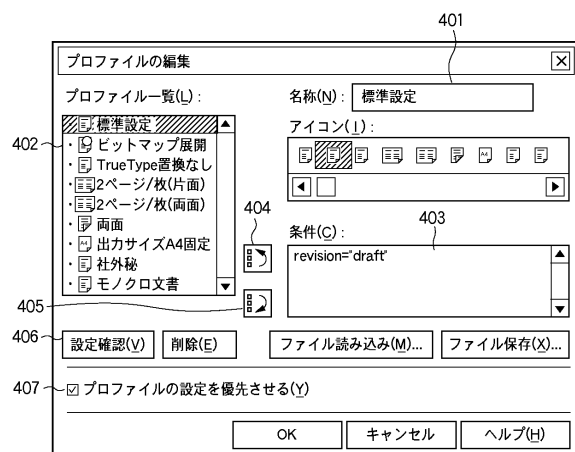 401
プロファイルの編集
プロファイル一覧(L):
名称(N): 標準設定
標準設定
402
・ビットマップ展開
・TrueType置換なし
・2ページ/枚(片面)
・2ページ/枚(両面)
・両面
・出力サイズA4固定
・社外秘
・モノクロ文書
アイコン(I):
A4
404
403
条件(C):
revision="draft"
405
406
設定確認(V)
削除(E)
ファイル読み込み(M)...
ファイル保存(X)...
407
プロファイルの設定を優先させる(Y)
OK
キャンセル
ヘルプ(H)